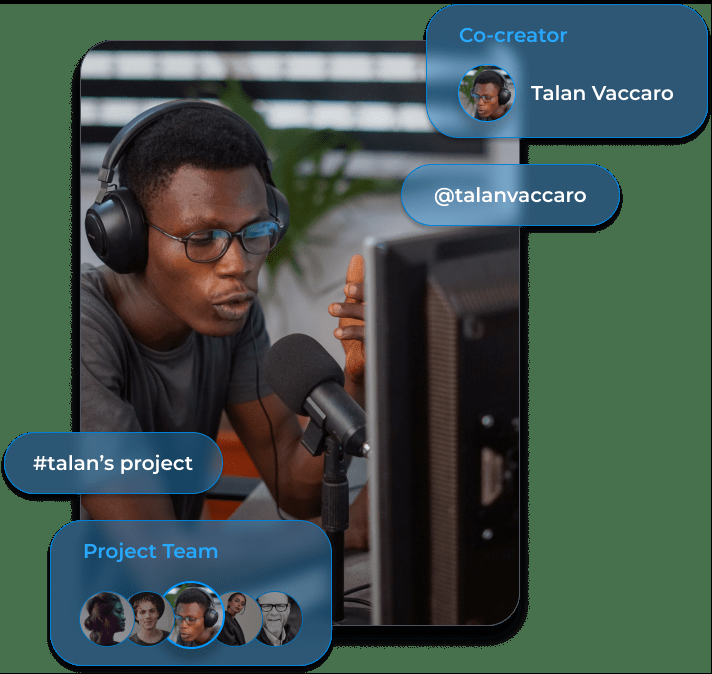 Co-creator
Talan Vaccaro
@talanvaccaro
#talan’s project
Project Team